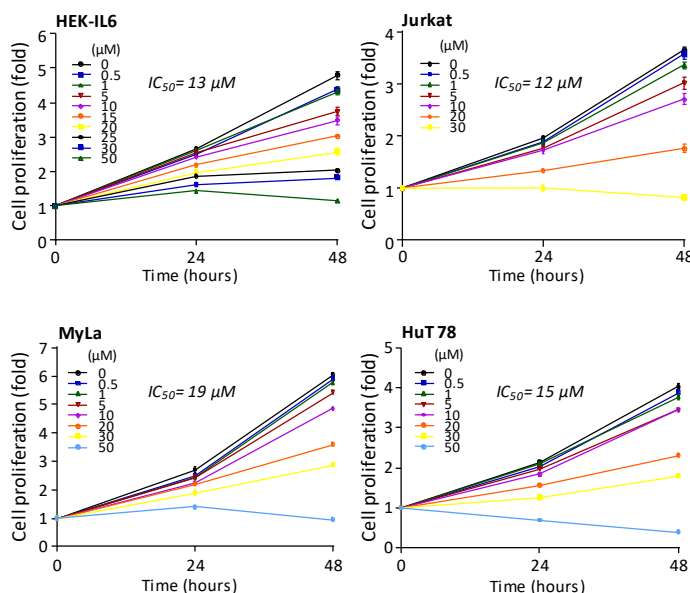 HEK-IL6
(µM)
0
0.5
1
5
10
15
20
25
30
50
IC50= 13 µM
Cell proliferation (fold)
6
5
4
3
2
1
0
0 24 48
Time (hours)
Jurkat
(µM)
0
0.5
1
5
10
20
30
IC50= 12 µM
Cell proliferation (fold)
4
3
2
1
0
0 24 48
Time (hours)
MyLa
(µM)
0
0.5
1
5
10
20
30
50
IC50= 19 µM
Cell proliferation (fold)
7
6
5
4
3
2
1
0
0 24 48
Time (hours)
HuT 78
(µM)
0
0.5
1
5
10
20
30
50
IC50= 15 µM
Cell proliferation (fold)
5
4
3
2
1
0
0 24 48
Time (hours)